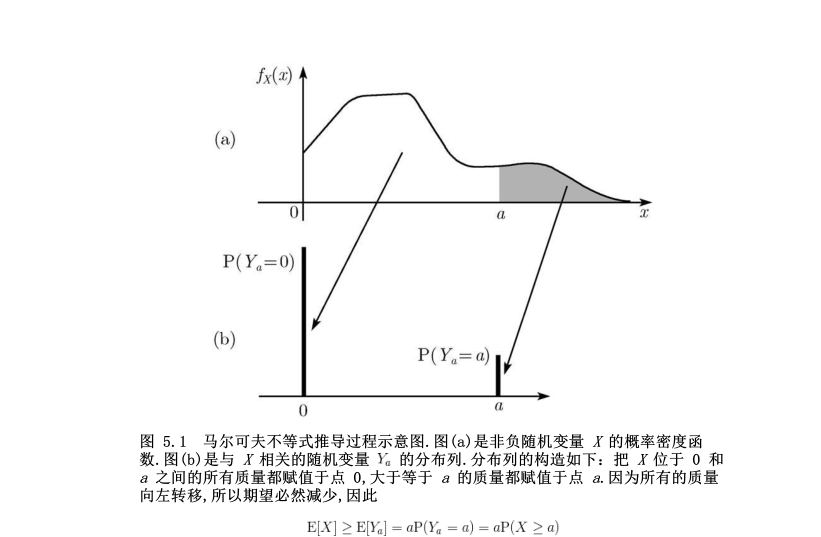 f_X(x)
(a)
0
a
x
P(Y_a=0)
(b)
P(Y_a=a)
0
a
图 5.1 马尔可夫不等式推导过程示意图.图(a)是非负随机变量 X 的概率密度函
数.图(b)是与 X 相关的随机变量 Y_a 的分布列.分布列的构造如下：把 X 位于 0 和
a 之间的所有质量都赋值于点 0,大于等于 a 的质量都赋值于点 a.因为所有的质量
向左转移,所以期望必然减少,因此
E[X] ≥ E[Y_a] = aP(Y_a = a) = aP(X ≥ a)